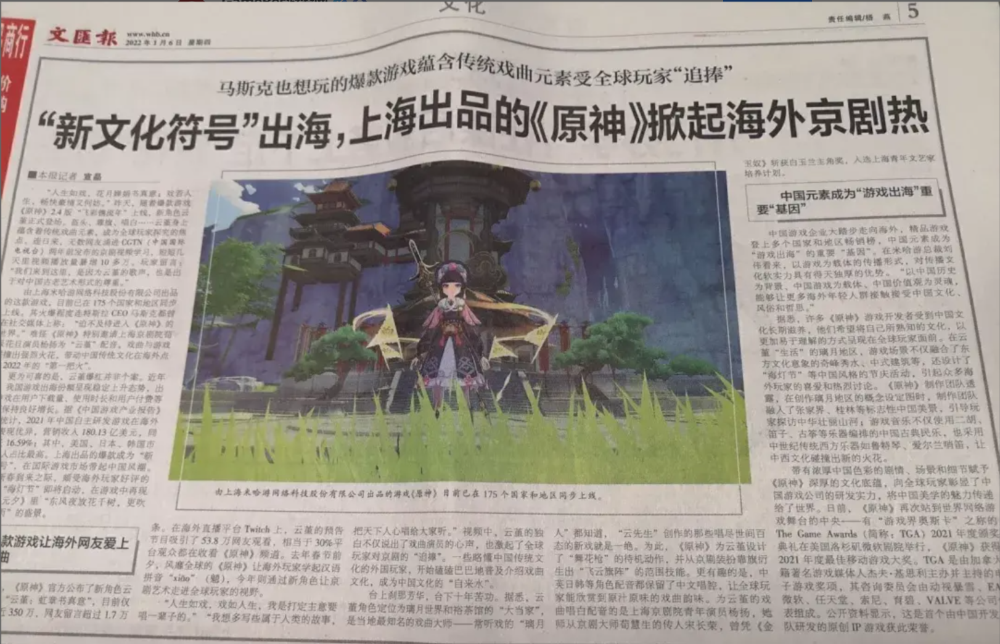 文化
责任编辑/杨 燕
5
商行
价
文匯報
www.whb.cn
2022年1月6日 星期四
马斯克也想玩的爆款游戏蕴含传统戏曲元素受全球玩家“追捧”
“新文化符号”出海，上海出品的《原神》掀起海外京剧热
■本报记者 宣晶
“人生如戏，花月婵娟书真意；戏若人
生，畅快豪情又何妨。”昨天，随着爆款游戏
《原神》2.4版“飞彩镌流年”上线，新角色云
堇正式登场。盔头、靠旗、唱白……云堇身上
蕴含着传统戏曲元素，成为全球玩家探究的焦
点。连日来，无数网友涌进CGTN（中国国际
电视台）两年前发布的京剧视频学习，短短几
天里视频播放量暴增10多万。玩家留言：
“我们来到这里，是因为云堇的歌声，也是出
于对中国古老艺术形式的尊重。”
由上海米哈游网络科技股份有限公司出品
的这款游戏，目前已在175个国家和地区同步
上线。其火爆程度连特斯拉CEO马斯克都曾
在社交媒体上称：“迫不及待进入《原神》的
世界。”唯怪《原神》特别邀请上海京剧院荀
花旦演员杨扬为“云堇”配音，戏曲与游戏
撞出强烈火花，带动中国传统文化在海外点
2022年的“第一把火”。
更为可喜的是，云堇爆红并非个案。近年
我国游戏出海份额呈现稳定上升态势，出
戏在用户下载量、使用时长和用户付费等
保持良好增长。据《中国游戏产业报告》
统计，2021年中国自主研发游戏在海外
表现优异，营销收入180.13亿美元，同
16.59%；其中，美国、日本、韩国市
人占比最高。上海出品的爆款成为“新
号”，在国际游戏市场带起中国风潮。
新春到来之际，颇受海外玩家好评的
“海灯节”即将启动，在游戏中再现
元夕》里“东风夜放花千树，更吹
雨”的盛景。
款游戏让海外网友爱上
曲
，《原神》官方公布了新角色云
“云堇：虹章书真意”，目前仅
近350万，网友留言超过1.7万
由上海米哈游网络科技股份有限公司出品的游戏《原神》目前已在175个国家和地区同步上线。
条。在海外直播平台Twitch上，云堇的预告
节目吸引了53.8万网友观看，相当于30%平
台观众都在收看《原神》频道。去年春节前
夕，风靡全球的《原神》让海外玩家学起汉语
拼音“xiāo”（魈），今年则通过新角色让京
剧艺术走进全球玩家的视野。
“人生如戏，戏如人生，我是打定主意要
唱一辈子的。”“我想多写些属于人类的故事，
把天下人心唱给大家听。”视频中，云堇的独
白不仅说出了戏曲演员的心声，也激起了全球
玩家对京剧的“追捧”。一些略懂中国传统文
化的外国玩家，开始磕磕巴巴地普及介绍戏曲
文化，成为中国文化的“自来水”。
台上刹那芳华，台下十年苦功。据悉，云
堇角色定位为璃月世界和裕茶馆的“大当家”，
是当地最知名的戏曲大师——常听戏的“璃月
人”都知道，“云先生”创作的那些唱尽世间百
态的新戏就是一绝。为此，《原神》为云堇设计
了“舞花枪”的待机动作，并从京剧装扮靠旗衍
生出“飞云旗阵”的范围技能。更有趣的是，中
英日韩等角色配音都保留了中文唱腔，让全球玩
家能欣赏到原汁原味的戏曲韵味。为云堇的戏
曲唱白配音的是上海京剧院青年演员杨扬，她
师从京剧大师荀慧生的传人宋长荣，曾凭《金
玉奴》斩获白玉兰主角奖，入选上海青年文艺家
培养计划。
中国元素成为“游戏出海”重
要“基因”
中国游戏企业大踏步走向海外，精品游戏
登上多个国家和地区畅销榜，中国元素成为
“游戏出海”的重要“基因”。在米哈游总裁刘
伟看来，以游戏为载体的传播形式，对传播文
化软实力具有得天独厚的优势。“以中国历史
为背景、中国游戏为载体、中国价值观为灵魂，
能够让更多海外年轻人群接触接受中国文化、
风俗和哲思。”
据悉，许多《原神》游戏开发者受到中国文
化长期滋养，他们希望将自己所熟知的文化，以
更加易于理解的方式呈现在全球玩家面前。在云
堇“生活”的璃月地区，游戏场景不仅融合了东
方文化意象的奇峰秀水、中式建筑等，还设计了
“海灯节”等中国风格的节庆活动，引起众多海
外玩家的喜爱和热烈讨论。《原神》制作团队透
露，在创作璃月地区的概念设定图时，制作团队
融入了张家界、桂林等标志性中国美景，引导玩
家探访中华壮丽山河；游戏音乐不仅使用二胡、
笛子、古筝等乐器编排的中国古典民乐，也采用
中世纪传统西方乐器如鲁特琴、爱尔兰哨笛，让
中西文化碰撞出新的火花。
带有浓厚中国色彩的剧情、场景和细节赋予
《原神》深厚的文化底蕴，向全球玩家彰显了中
国游戏公司的研发实力，将中国美学的魅力传递
给了世界。日前，《原神》再次站到世界网络游
戏舞台的中央——有“游戏界奥斯卡”之称的
The Game Awards（简称：TGA）2021年度颁奖
典礼在美国洛杉矶微软剧院举行，《原神》获得
2021年度最佳移动游戏大奖。TGA是由加拿大
籍著名游戏媒体人杰夫·基思利主办并主持的电
子游戏奖项，其咨询委员会由动视暴雪、EA、
微软、任天堂、索尼、育碧、VALVE等公司代
表组成。公开资料显示，这是首个由中国开发团
队研发的原创IP游戏获此荣誉。